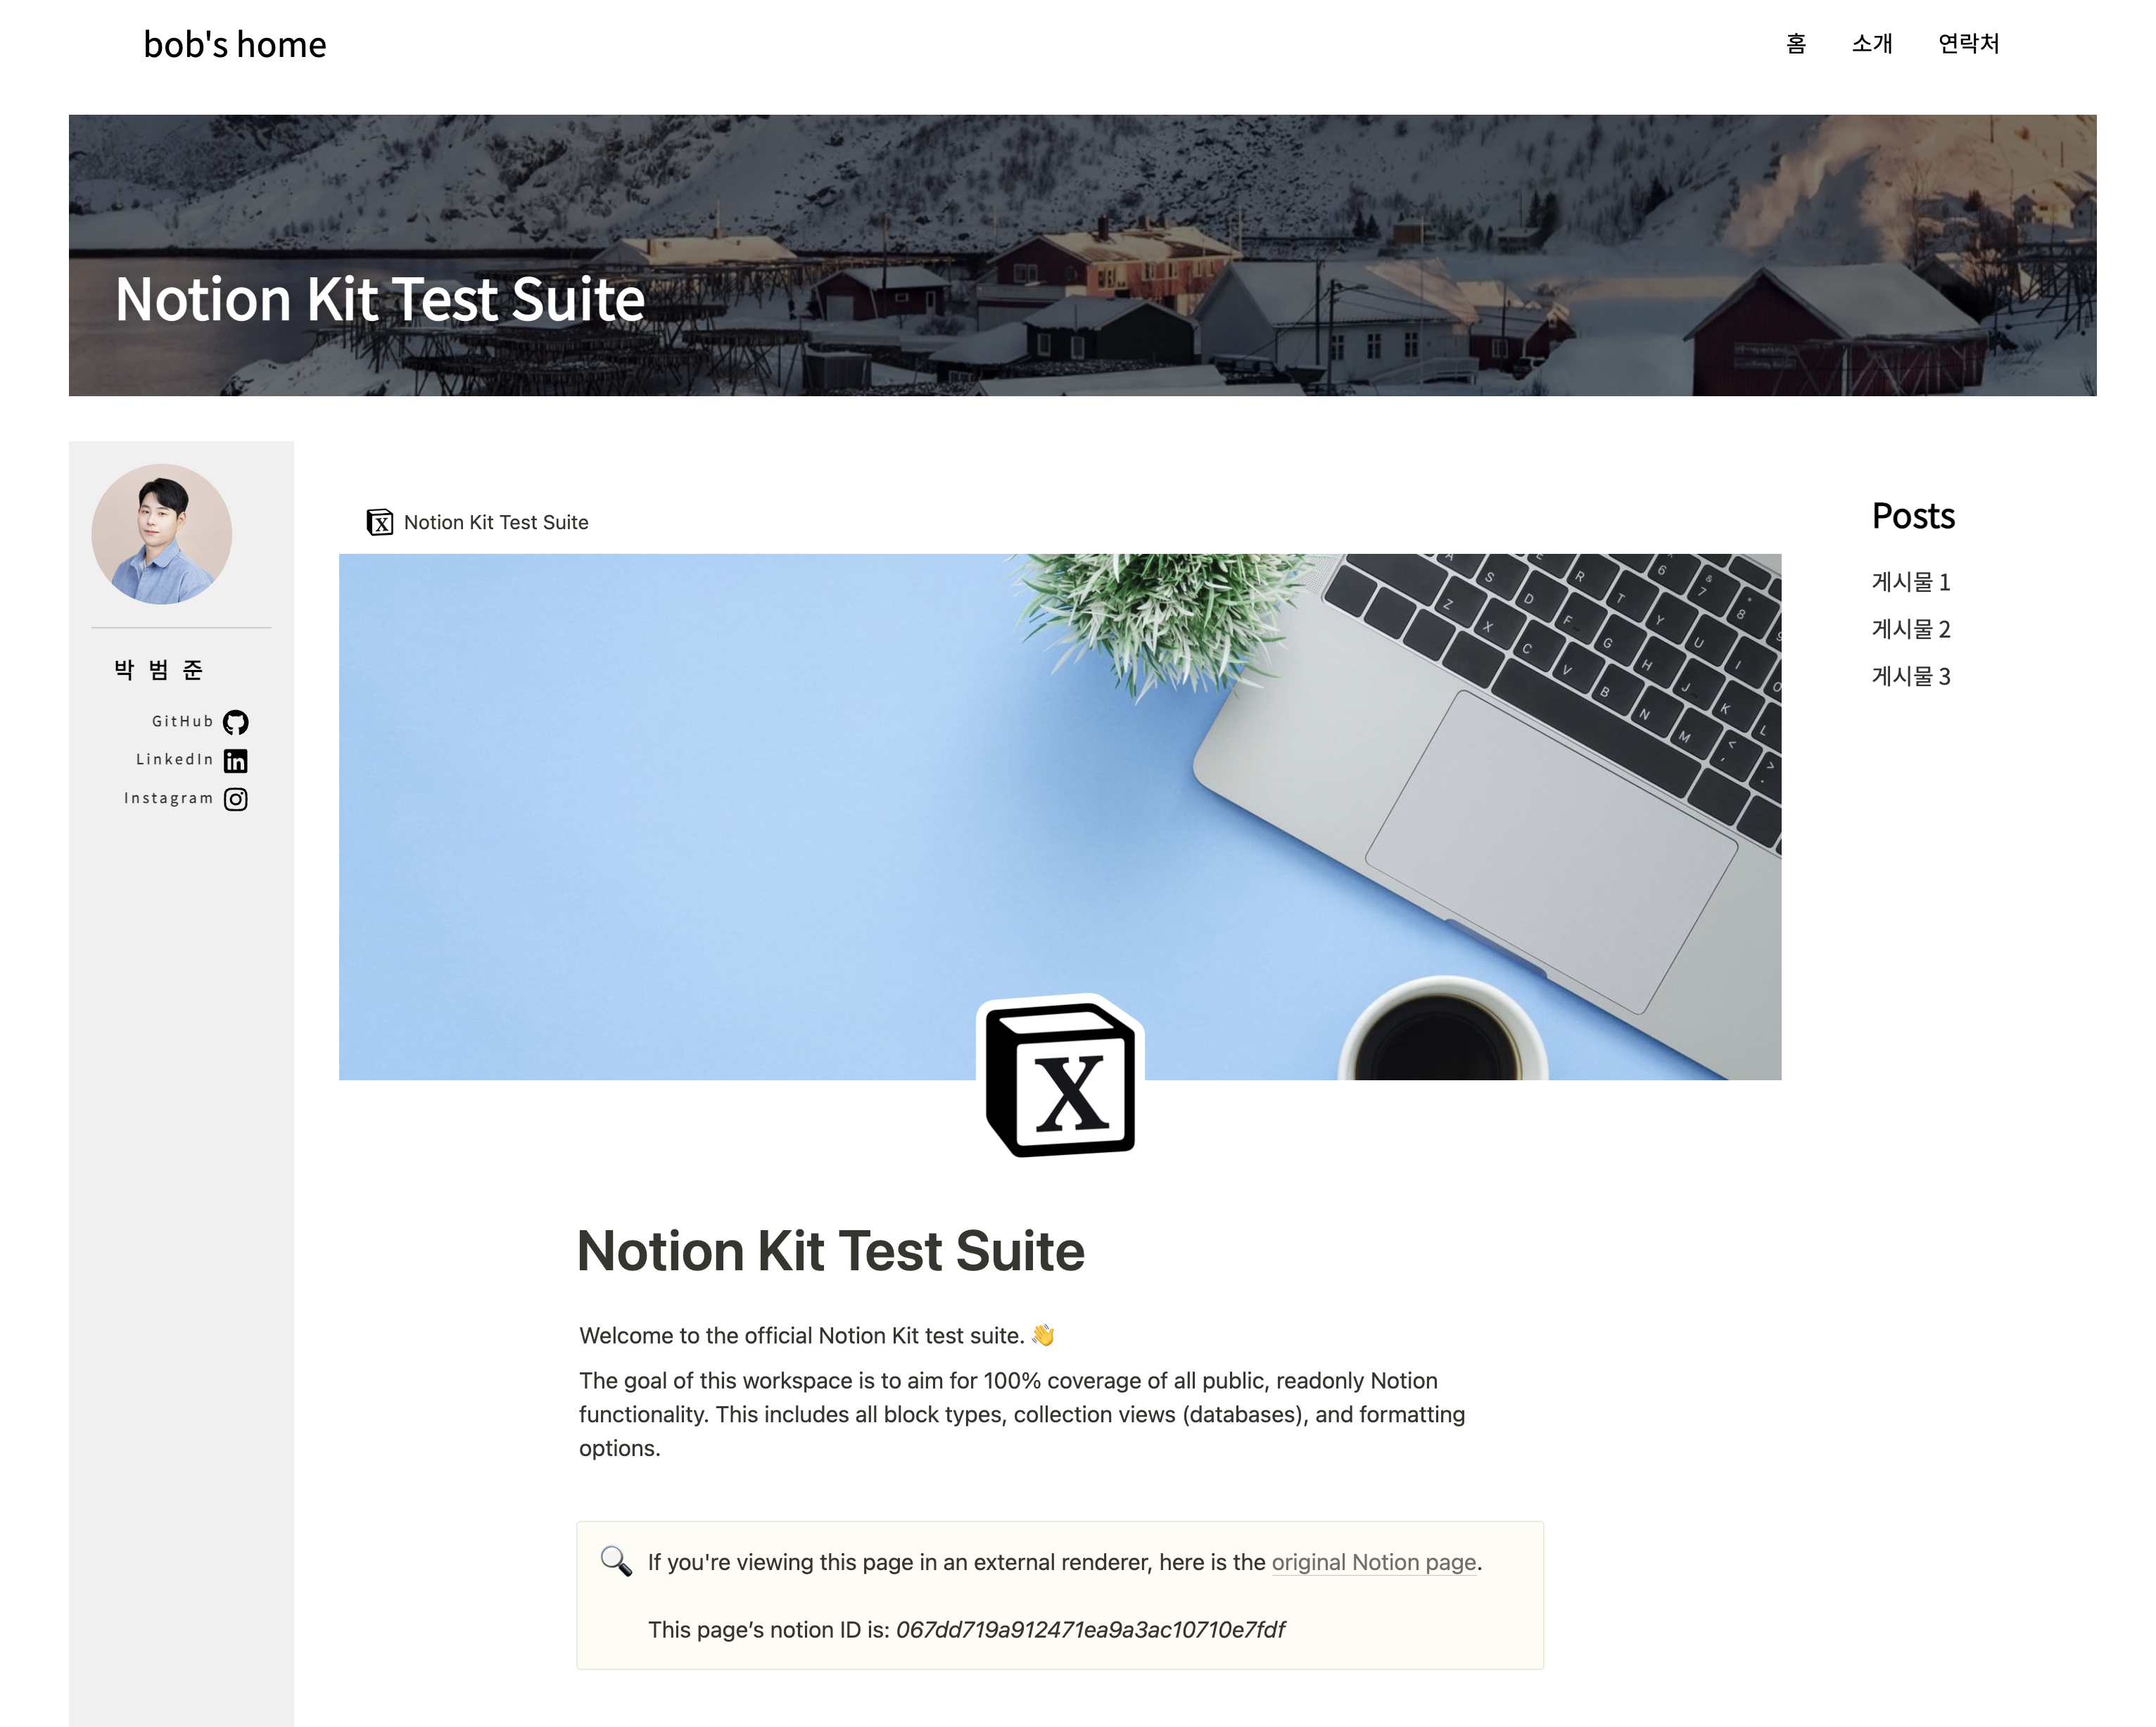 bob's home
홈 소개 연락처
Notion Kit Test Suite
박 범 준
GitHub
LinkedIn
Instagram
Notion Kit Test Suite
X
Notion Kit Test Suite
Welcome to the official Notion Kit test suite. 👋
The goal of this workspace is to aim for 100% coverage of all public, readonly Notion
functionality. This includes all block types, collection views (databases), and formatting
options.
If you're viewing this page in an external renderer, here is the original Notion page.
This page’s notion ID is: 067dd719a912471ea9a3ac10710e7fdf
Posts
게시물 1
게시물 2
게시물 3